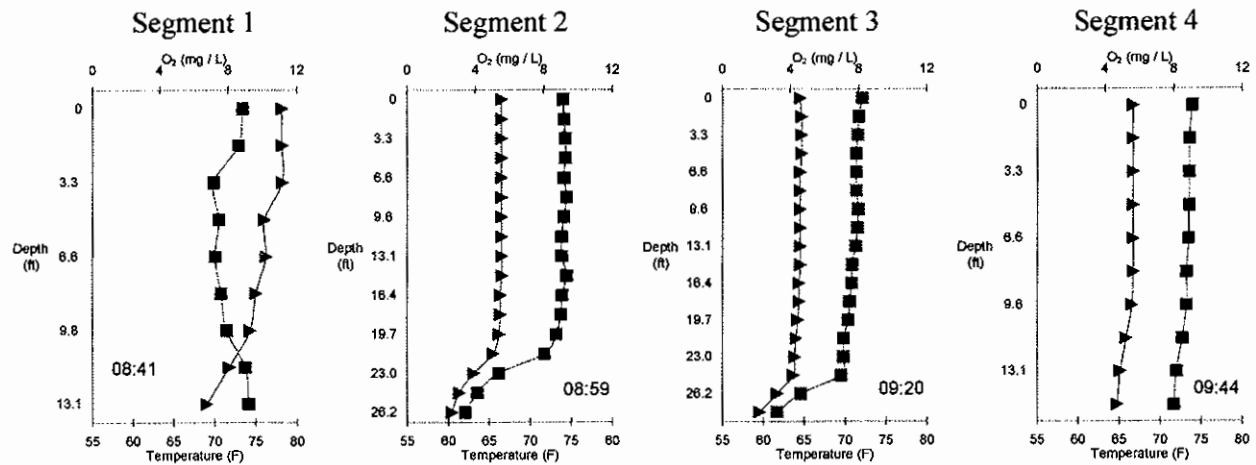 Segment 1 Segment 2 Segment 3 Segment 4
O₂ (mg / L) O₂ (mg / L) O₂ (mg / L) O₂ (mg / L)
0 4 8 12 0 4 8 12 0 4 8 12 0 4 8 12
0
3.3
Depth
(ft)
6.6
9.8
13.1
08:41
55 60 65 70 75 80
Temperature (F)
0
3.3
6.6
9.8
Depth
(ft)
13.1
16.4
19.7
23.0
26.2
08:59
55 60 65 70 75 80
Temperature (F)
0
3.3
6.6
9.8
Depth
(ft)
13.1
16.4
19.7
23.0
26.2
09:20
55 60 65 70 75 80
Temperature (F)
0
3.3
Depth
(ft)
6.6
9.8
13.1
09:44
55 60 65 70 75 80
Temperature (F)